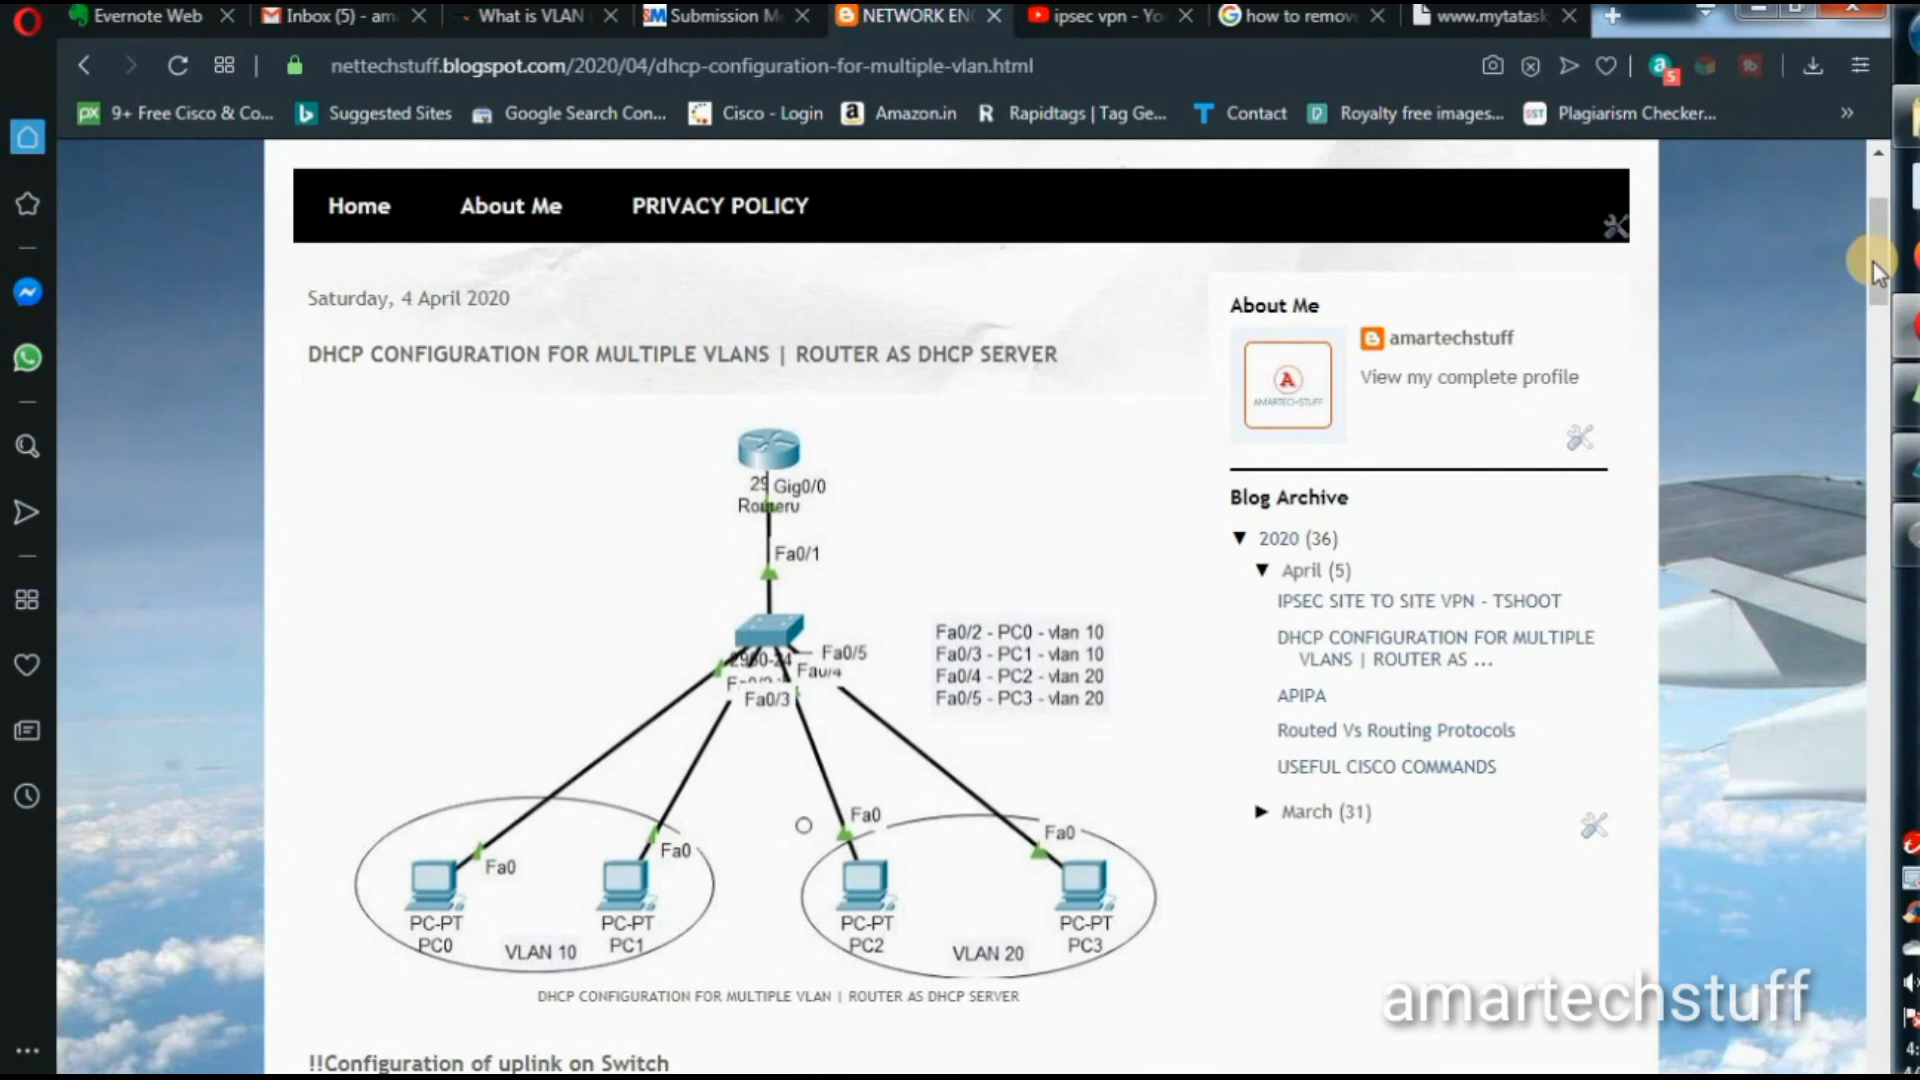 Evernote Web
Inbox (5) - am
What is VLAN
Submission M
NETWORK EN
ipsec vpn - Yo
how to remov
www.mytatask
nettechstuff.blogspot.com/2020/04/dhcp-configuration-for-multiple-vlan.html
5
px 9+ Free Cisco & Co...
Suggested Sites
Google Search Con...
Cisco - Login
a Amazon.in
R Rapidtags | Tag Ge...
T Contact
Royalty free images...
SST Plagiarism Checker...
Home
About Me
PRIVACY POLICY
Saturday, 4 April 2020
DHCP CONFIGURATION FOR MULTIPLE VLANS | ROUTER AS DHCP SERVER
Gig0/0
Fa0/1
Fa0/5
Fa0/4
Fa0/3
Fa0/2 - PC0 - vlan 10
Fa0/3 - PC1 - vlan 10
Fa0/4 - PC2 - vlan 20
Fa0/5 - PC3 - vlan 20
Fa0
Fa0
Fa0
Fa0
PC-PT
PC0
VLAN 10
PC-PT
PC1
PC-PT
PC2
VLAN 20
PC-PT
PC3
DHCP CONFIGURATION FOR MULTIPLE VLAN | ROUTER AS DHCP SERVER
!!Configuration of uplink on Switch
About Me
A
AMARTECHSTUFF
amartechstuff
View my complete profile
Blog Archive
▼ 2020 (36)
▼ April (5)
IPSEC SITE TO SITE VPN - TSHOOT
DHCP CONFIGURATION FOR MULTIPLE
VLANS | ROUTER AS ...
APIPA
Routed Vs Routing Protocols
USEFUL CISCO COMMANDS
► March (31)
amartechstuff